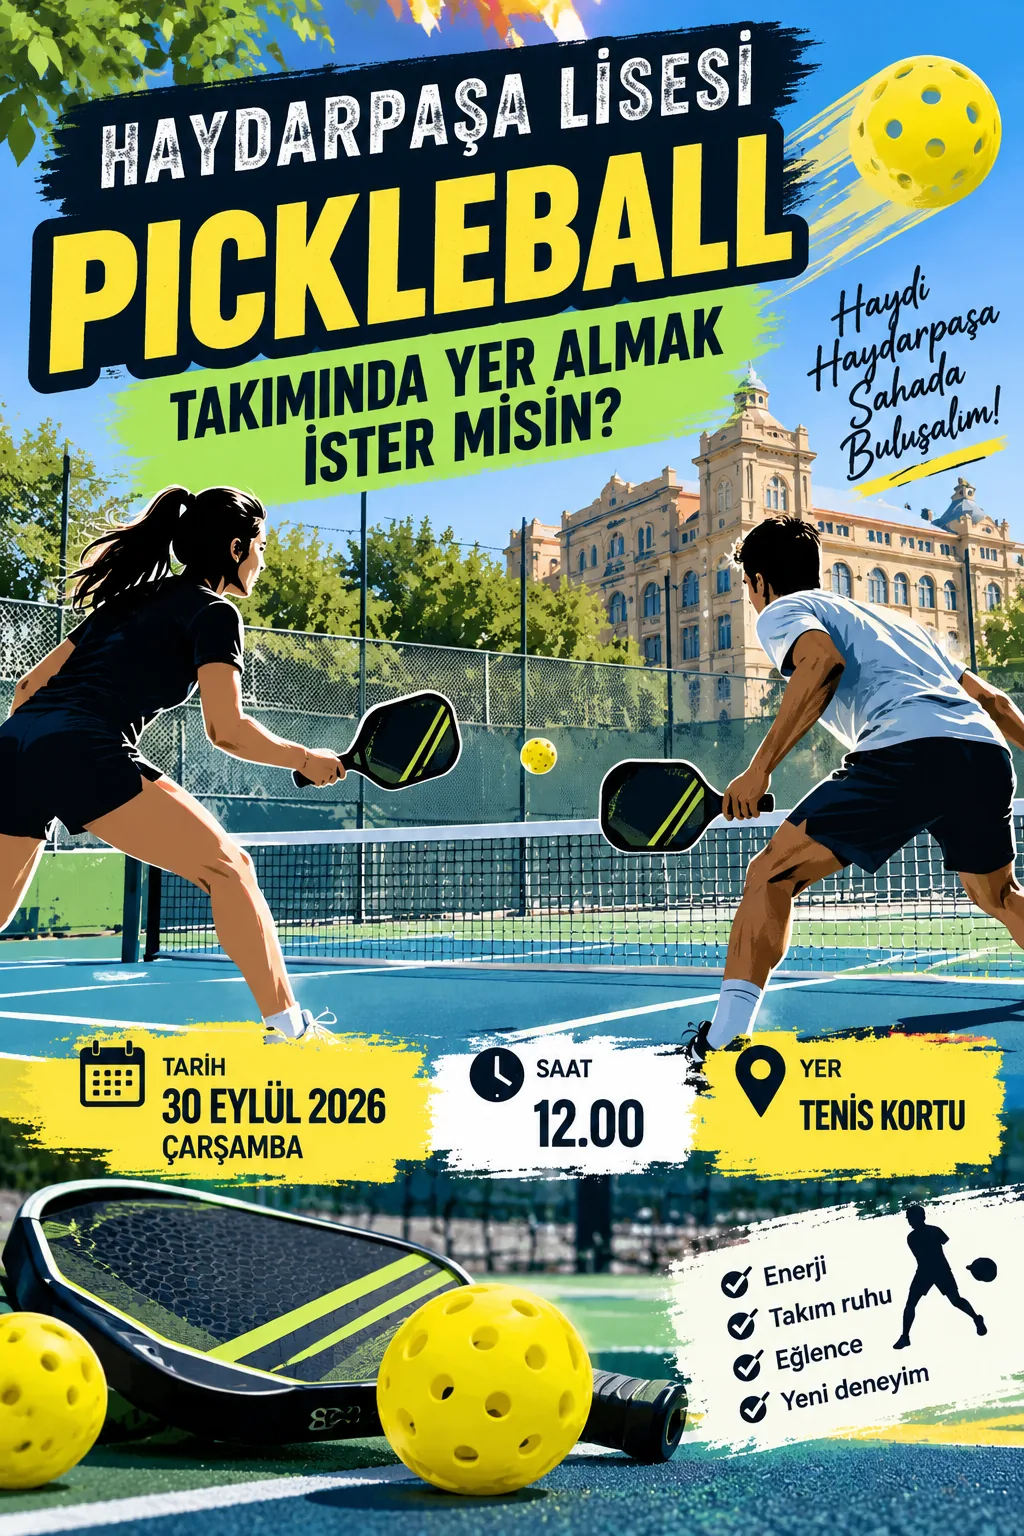 HAYDARPAŞA LİSESİ
PICKLEBALL
TAKIMINDA YER ALMAK
İSTER MİSİN?
Haydi
Haydarpaşa
Sahada
Buluşalım!
TARİH
30 EYLÜL 2026
ÇARŞAMBA
SAAT
12.00
YER
TENİS KORTU
Enerji
Takım ruhu
Eğlence
Yeni deneyim